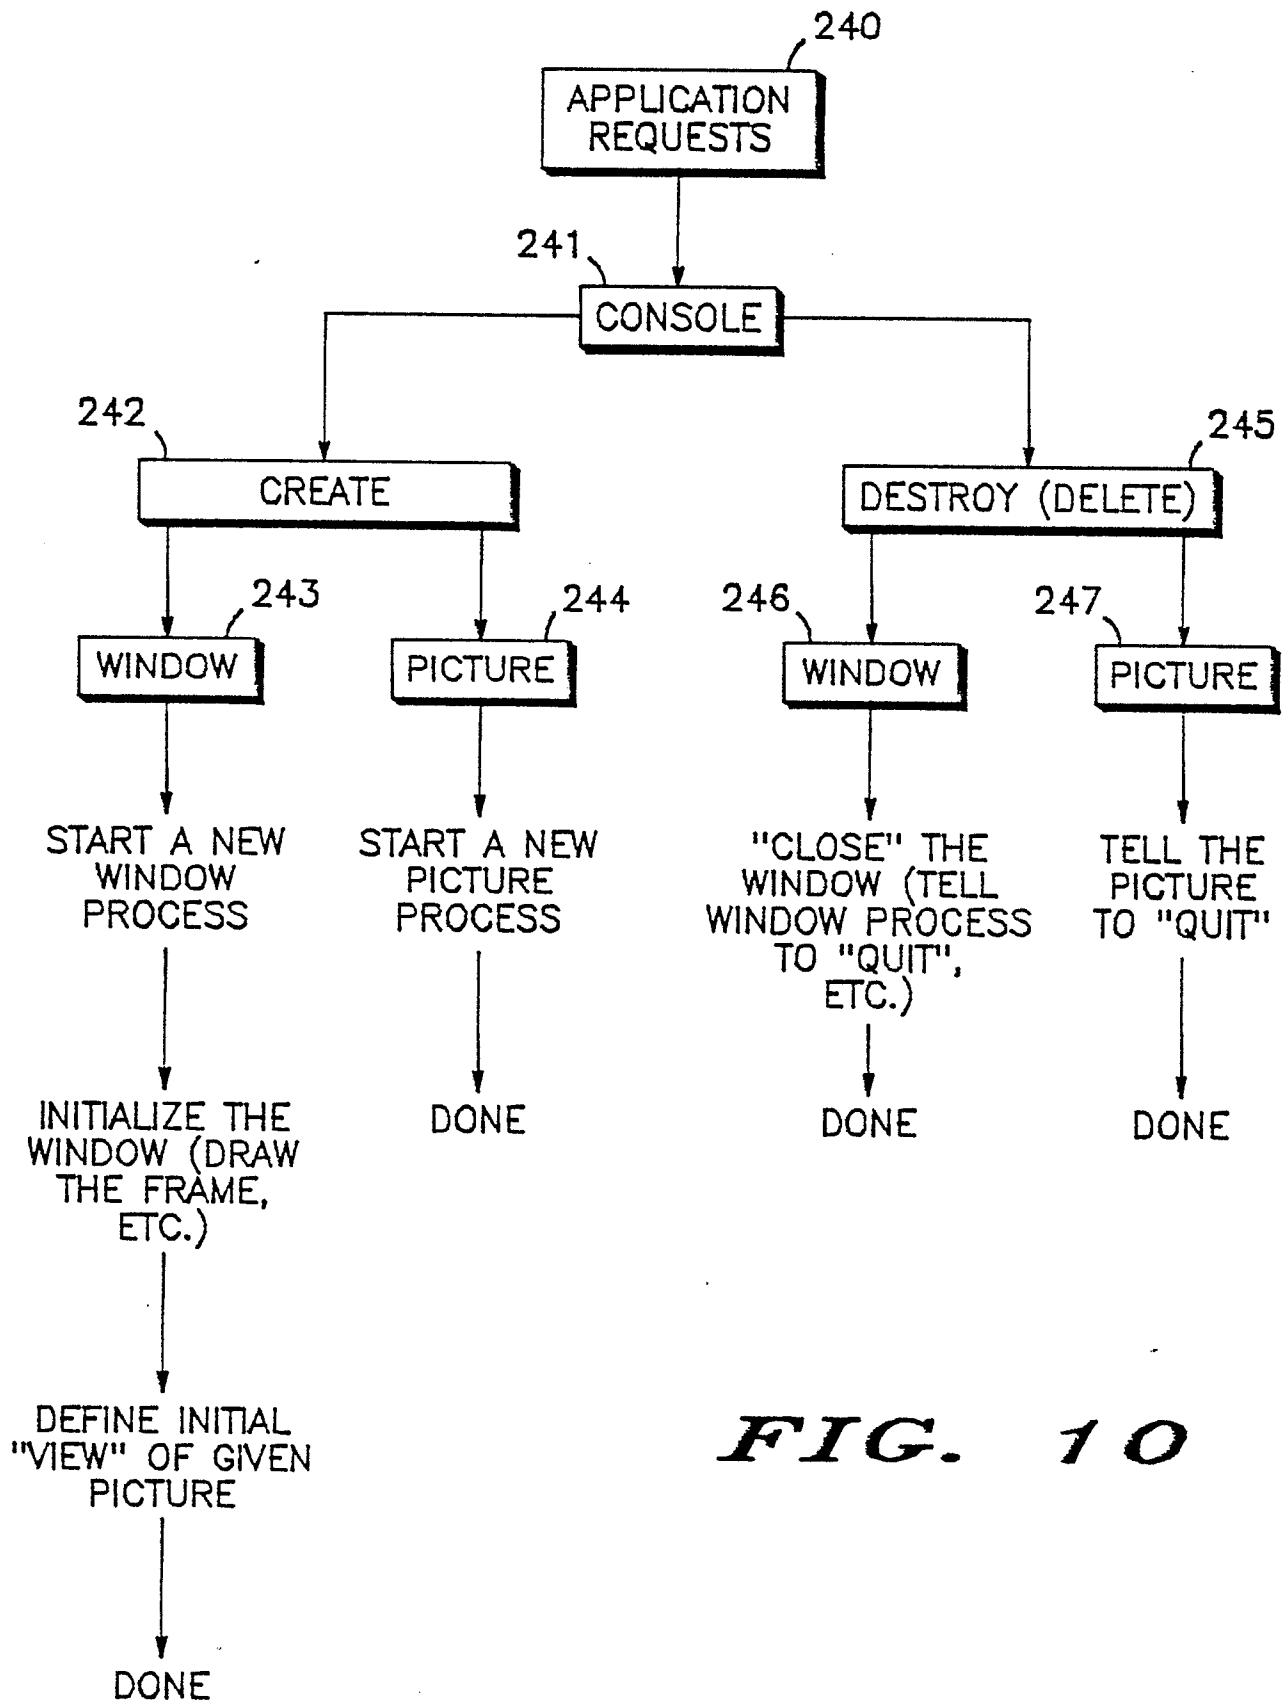 240
APPLICATION
REQUESTS
241
CONSOLE
242
CREATE
245
DESTROY (DELETE)
243
WINDOW
244
PICTURE
246
WINDOW
247
PICTURE
START A NEW
WINDOW
PROCESS
START A NEW
PICTURE
PROCESS
"CLOSE" THE
WINDOW (TELL
WINDOW PROCESS
TO "QUIT",
ETC.)
TELL THE
PICTURE
TO "QUIT"
INITIALIZE THE
WINDOW (DRAW
THE FRAME,
ETC.)
DONE
DONE
DONE
DEFINE INITIAL
"VIEW" OF GIVEN
PICTURE
DONE
FIG. 10